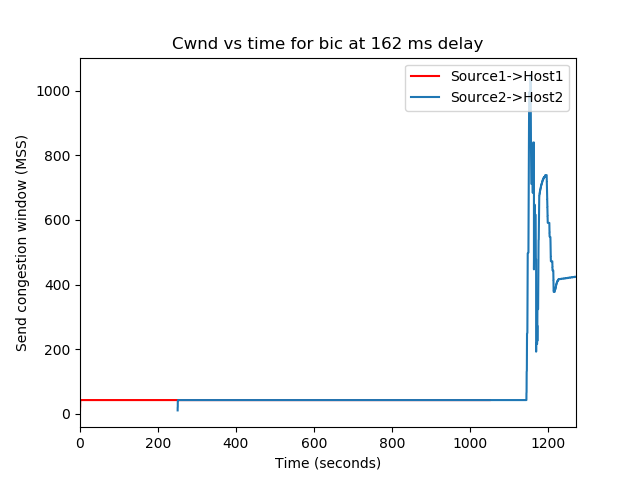 Cwnd vs time for bic at 162 ms delay
Source1->Host1
Source2->Host2
Send congestion window (MSS)
1000
800
600
400
200
0
0 200 400 600 800 1000 1200
Time (seconds)